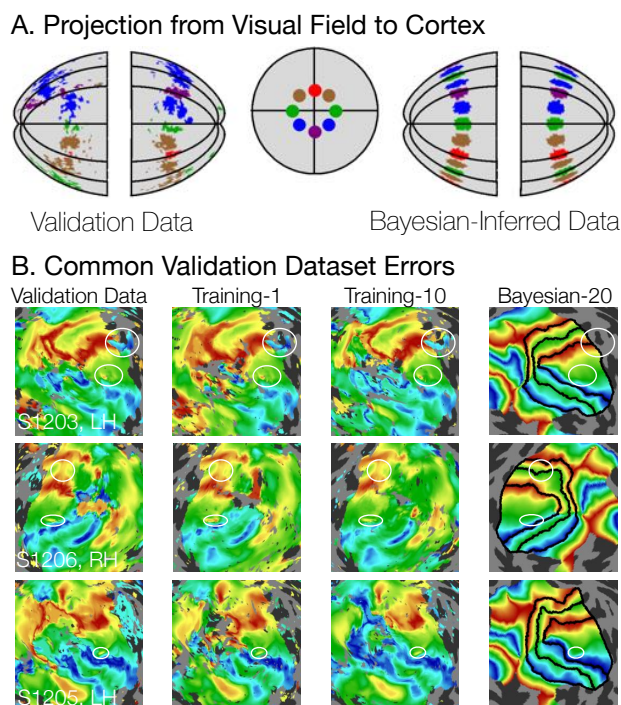 A. Projection from Visual Field to Cortex
Validation Data
Bayesian-Inferred Data
B. Common Validation Dataset Errors
Validation Data Training-1 Training-10 Bayesian-20
S1203, LH
S1206, RH
S1205, LH